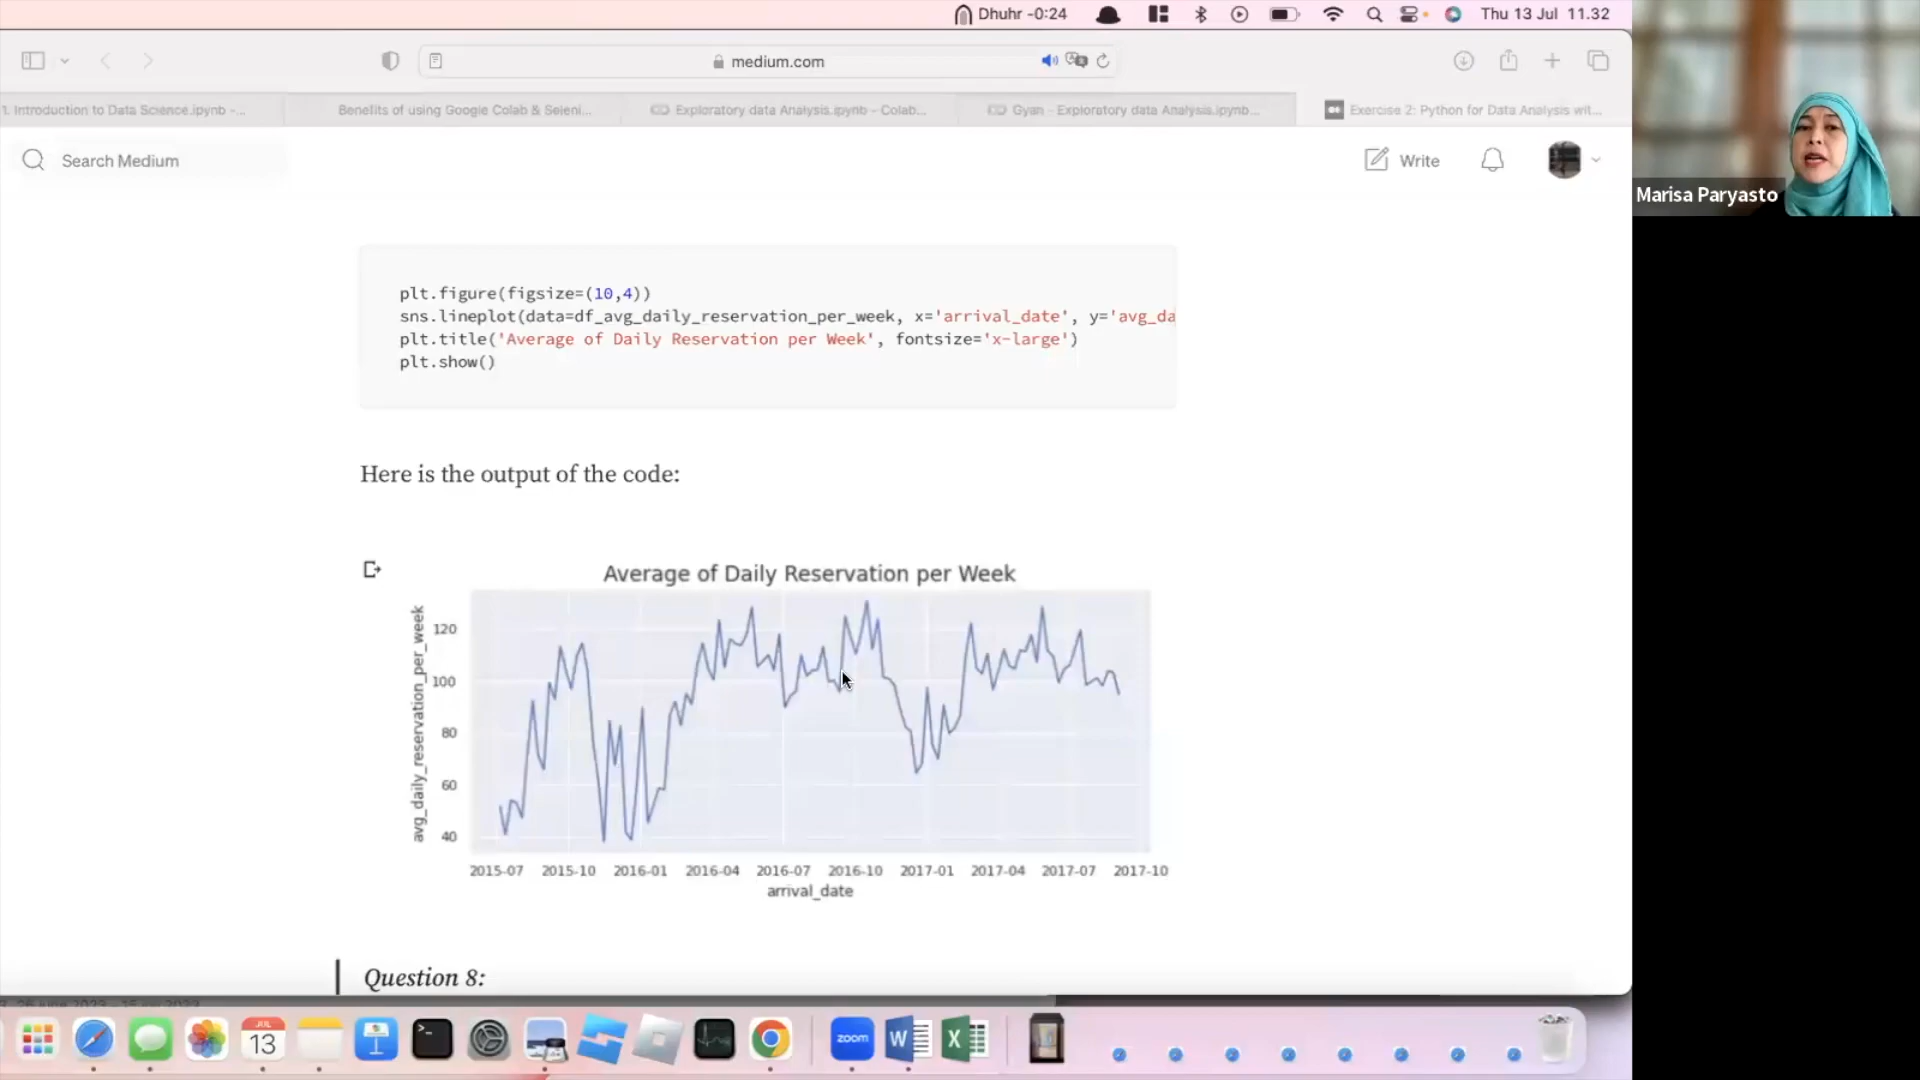 Dhuhr -0:24
Thu 13 Jul 11.32
medium.com
1. Introduction to Data Science.ipynb -...
Benefits of using Google Colab & Seleni...
Exploratory data Analysis.ipynb - Colab...
Gyan - Exploratory data Analysis.ipynb...
Exercise 2: Python for Data Analysis wit...
Search Medium
Write
Marisa Paryasto
plt.figure(figsize=(10,4))
sns.lineplot(data=df_avg_daily_reservation_per_week, x='arrival_date', y='avg_da
plt.title('Average of Daily Reservation per Week', fontsize='x-large')
plt.show()
Here is the output of the code:
Average of Daily Reservation per Week
avg_daily_reservation_per_week
120
100
80
60
40
2015-07 2015-10 2016-01 2016-04 2016-07 2016-10 2017-01 2017-04 2017-07 2017-10
arrival_date
Question 8:
JUL
13
zoom
W
X